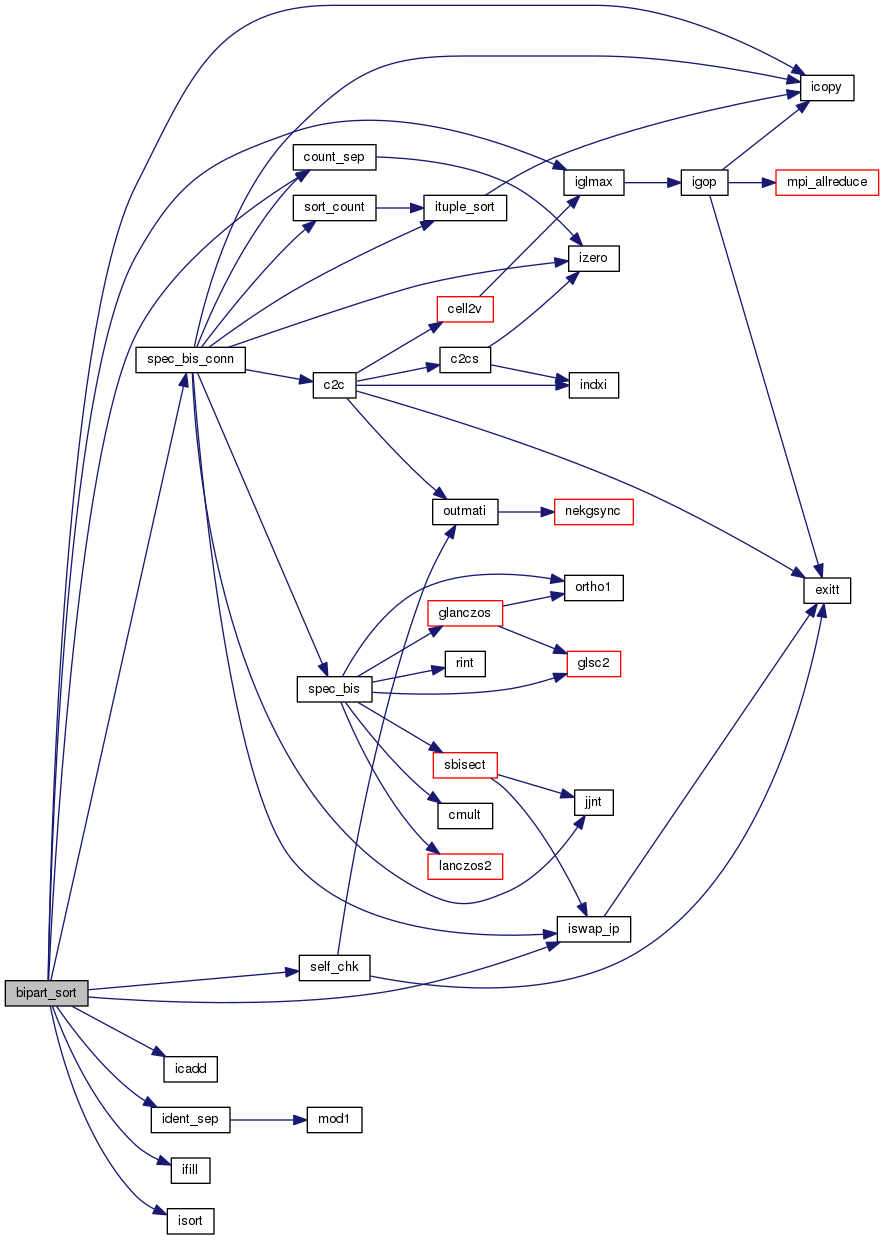 icopy
count_sep
iglmax
igop
mpi_allreduce
sort_count
ituple_sort
izero
cell2v
spec_bis_conn
c2cs
c2c
indxi
outmati
nekgsync
ortho1
exitt
glanczos
rint
glsc2
spec_bis
sbisect
jjnt
cmult
lanczos2
iswap_ip
self_chk
bipart_sort
icadd
ident_sep
mod1
ifill
isort